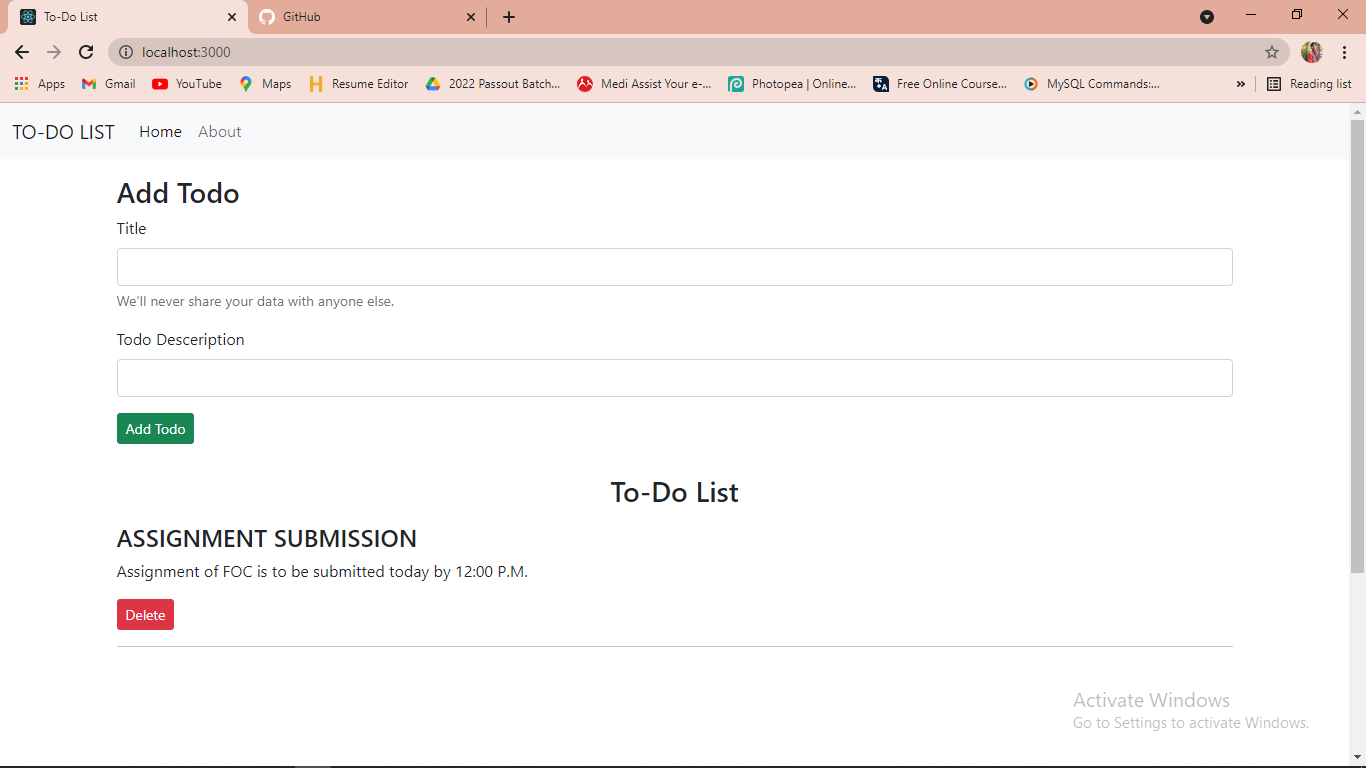 To-Do List
GitHub
localhost:3000
Apps
Gmail
YouTube
Maps
Resume Editor
2022 Passout Batch...
Medi Assist Your e-...
Photopea | Online...
Free Online Course...
MySQL Commands:...
»
Reading list
TO-DO LIST
Home
About
Add Todo
Title
We'll never share your data with anyone else.
Todo Desceription
Add Todo
To-Do List
ASSIGNMENT SUBMISSION
Assignment of FOC is to be submitted today by 12:00 P.M.
Delete
Activate Windows
Go to Settings to activate Windows.